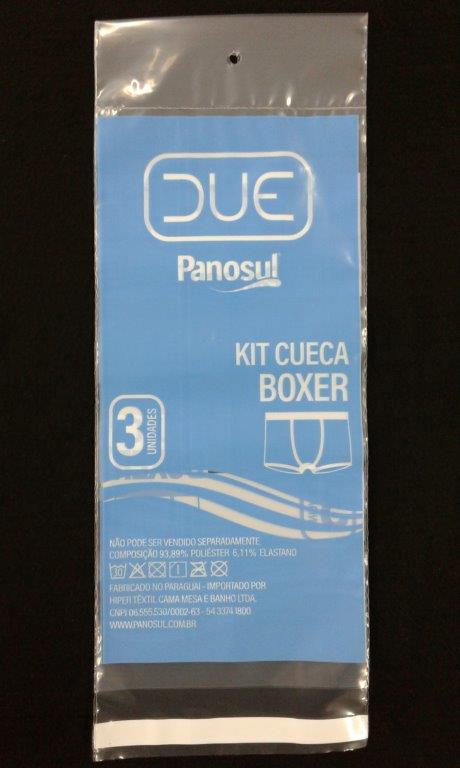 DUE
Panosul
KIT CUECA
BOXER
3
UNIDADES
NÃO PODE SER VENDIDO SEPARADAMENTE
COMPOSIÇÃO 93,89% POLIÉSTER 6,11% ELASTANO
30
FABRICADO NO PARAGUAI - IMPORTADO POR
HIPER TÊXTIL CAMA MESA E BANHO LTDA.
CNPJ 06.555.530/0002-63 - 54 3374 1800
WWW.PANOSUL.COM.BR